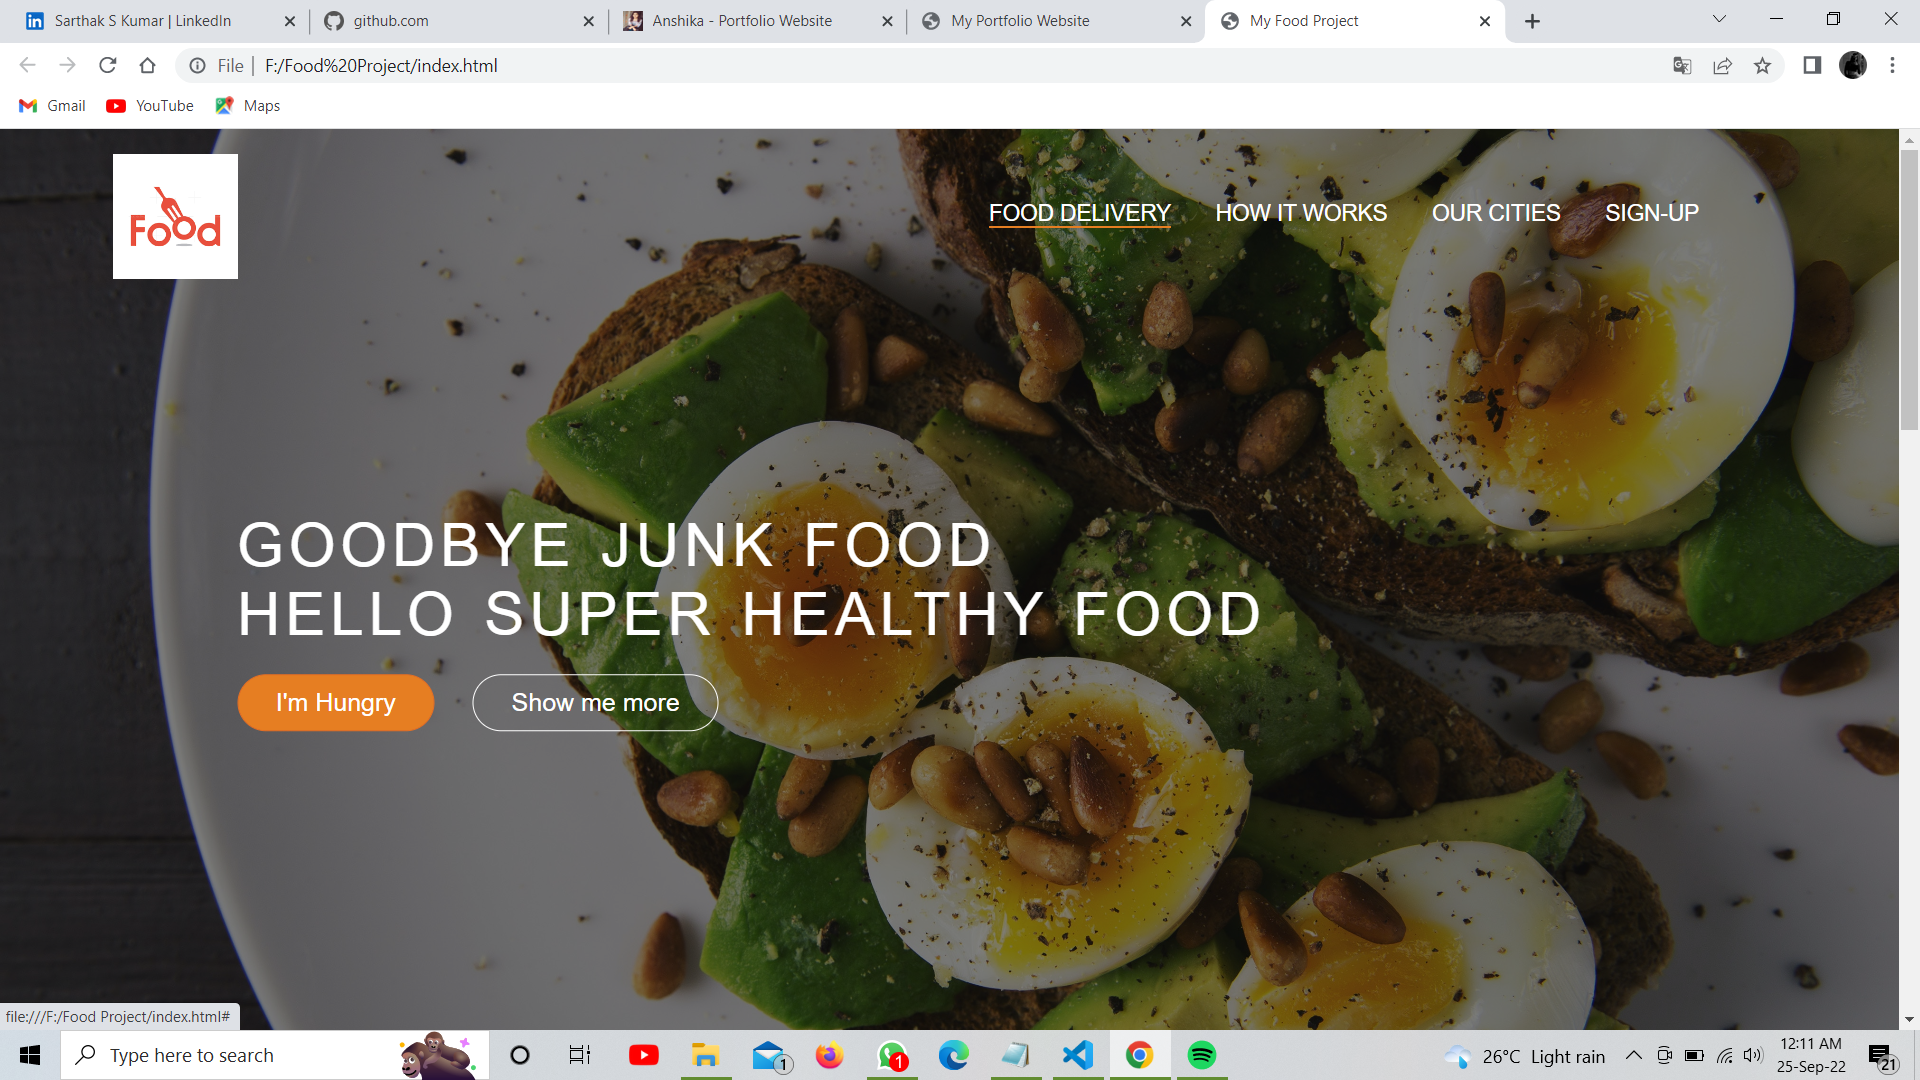 Sarthak S Kumar | LinkedIn
github.com
Anshika - Portfolio Website
My Portfolio Website
My Food Project
File
F:/Food%20Project/index.html
Gmail
YouTube
Maps
Food
FOOD DELIVERY
HOW IT WORKS
OUR CITIES
SIGN-UP
GOODBYE JUNK FOOD
HELLO SUPER HEALTHY FOOD
I'm Hungry
Show me more
file:///F:/Food Project/index.html#
Type here to search
1
1
26°C Light rain
12:11 AM
25-Sep-22
21